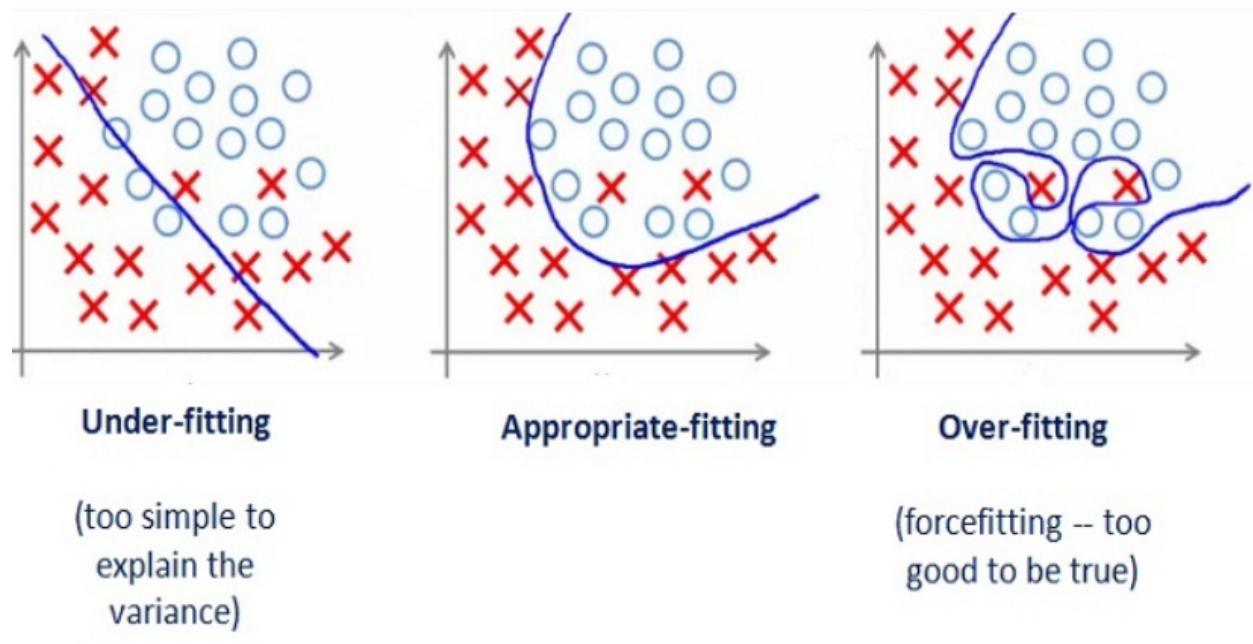 Under-fitting
(too simple to
explain the
variance)
Appropriate-fitting
Over-fitting
(forcefitting -- too
good to be true)